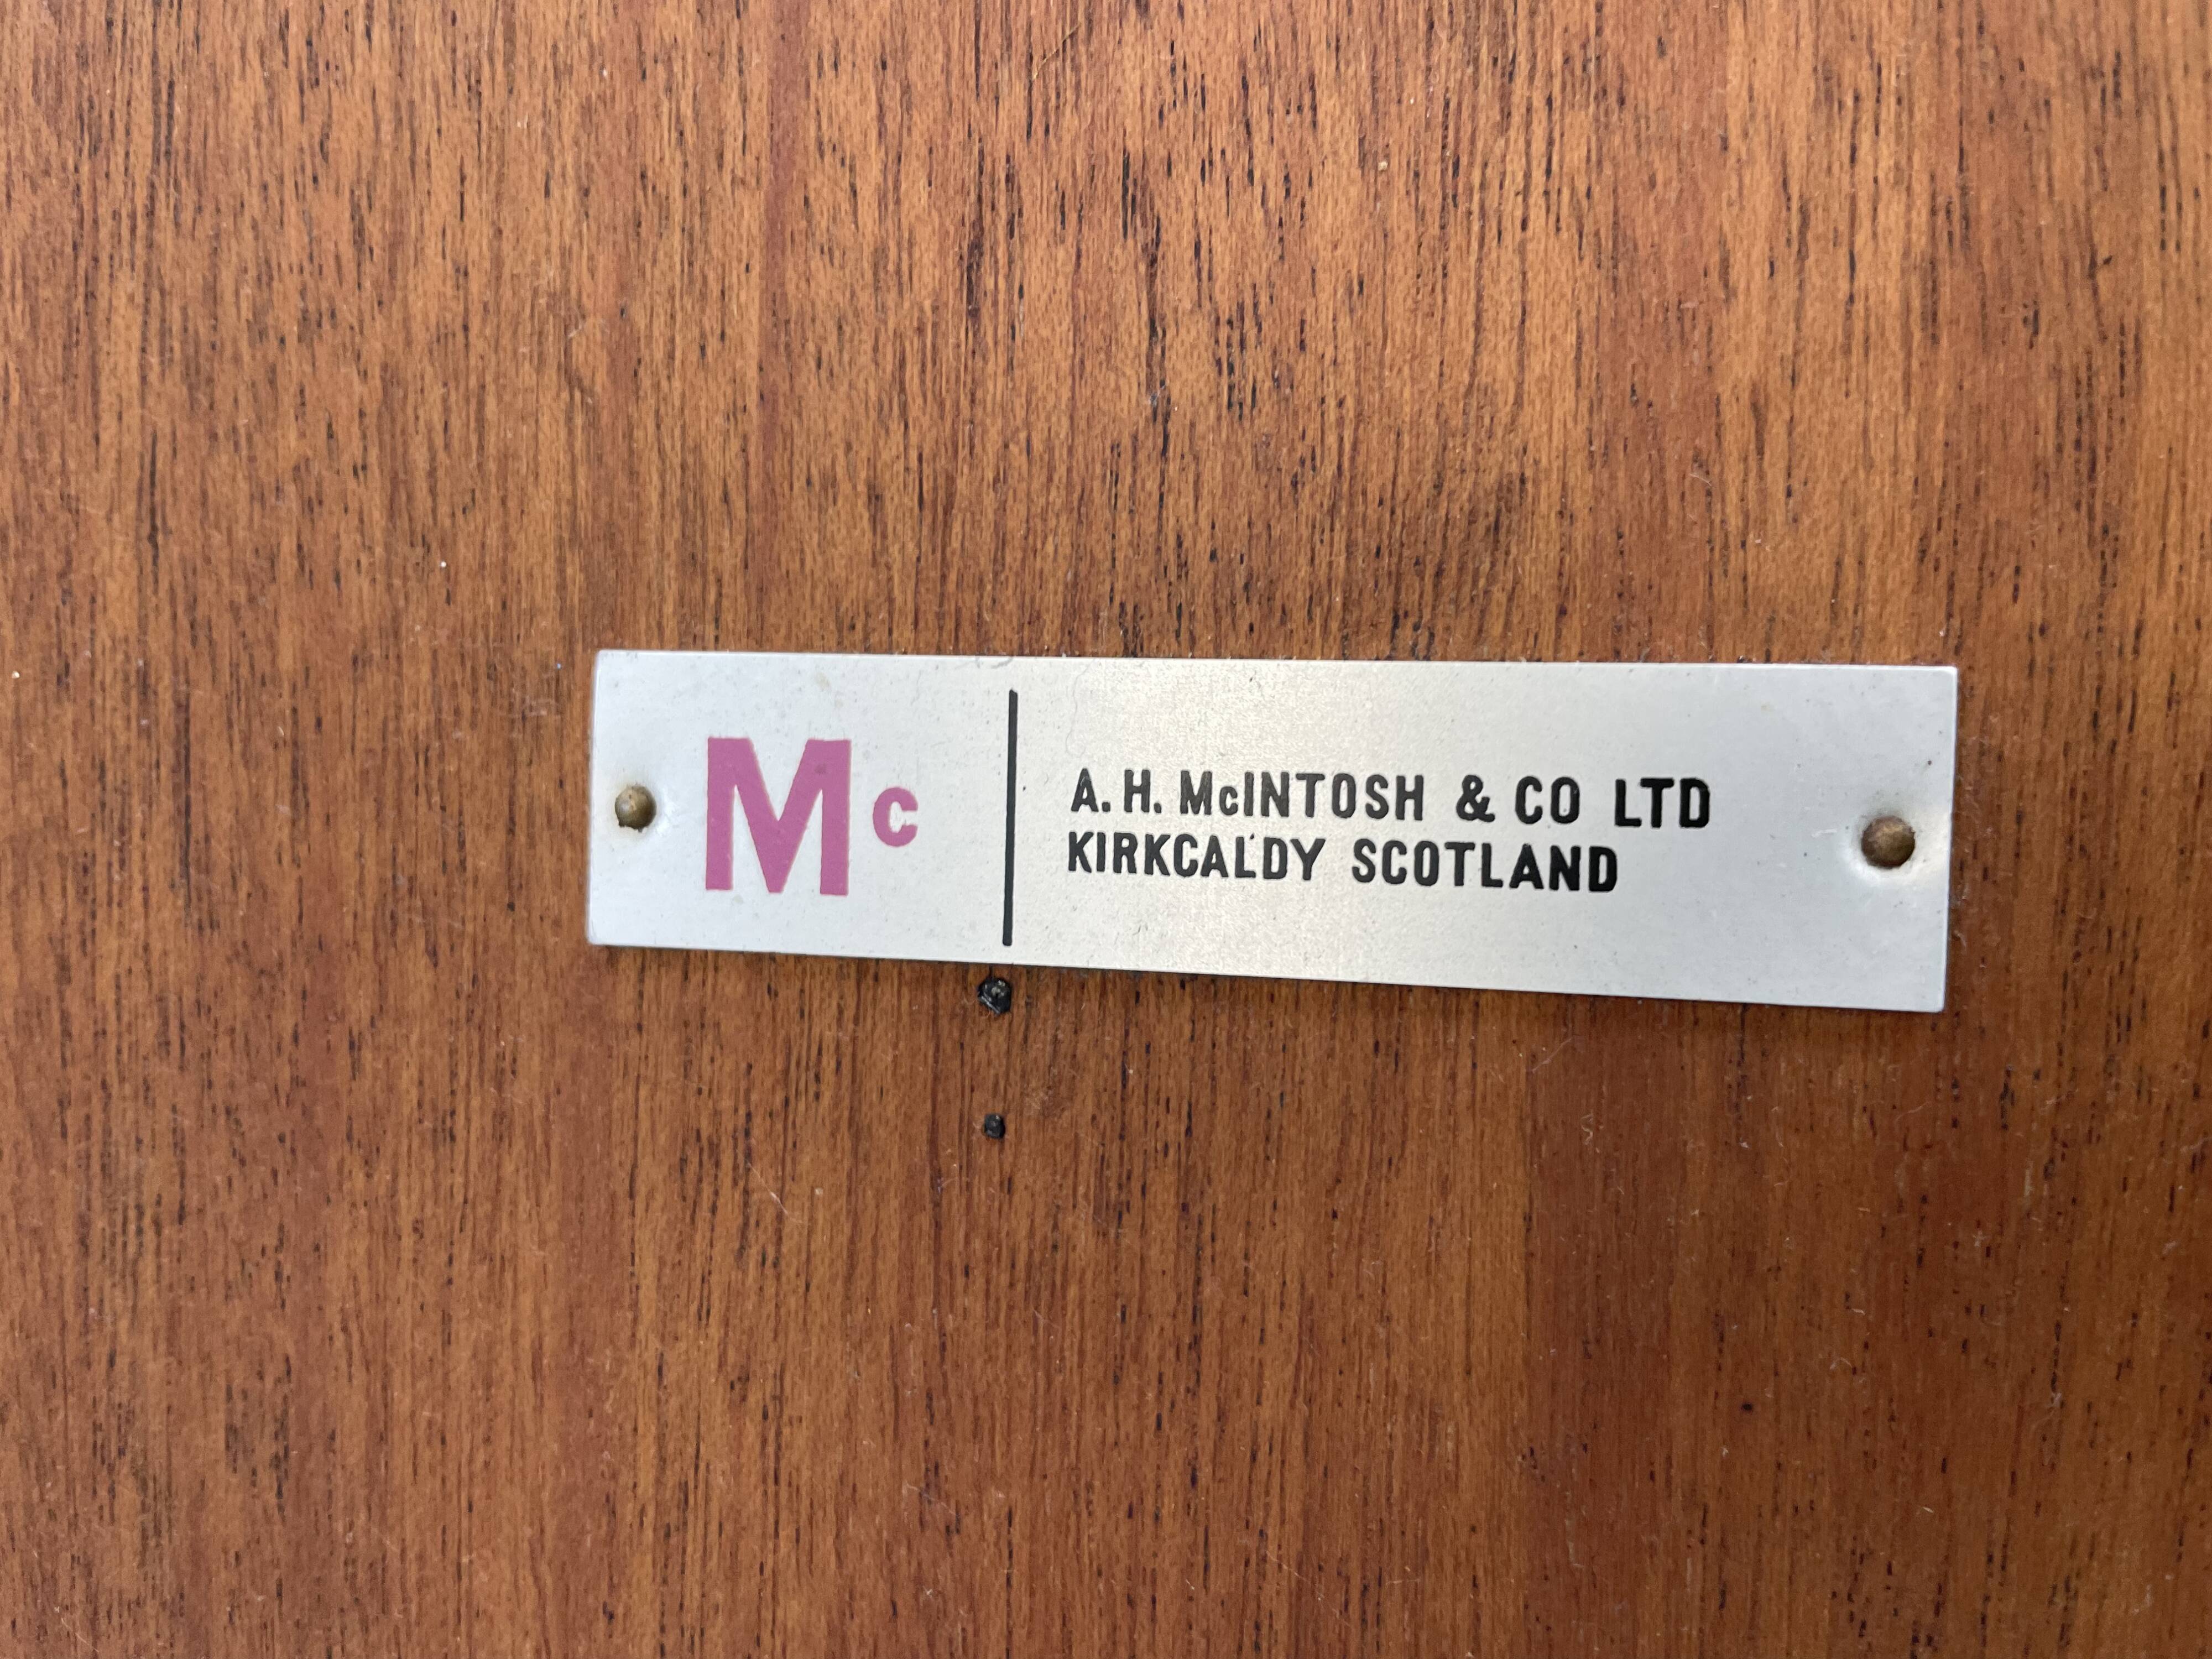 Mc
A. H. McINTOSH & CO LTD
KIRKCALDY SCOTLAND